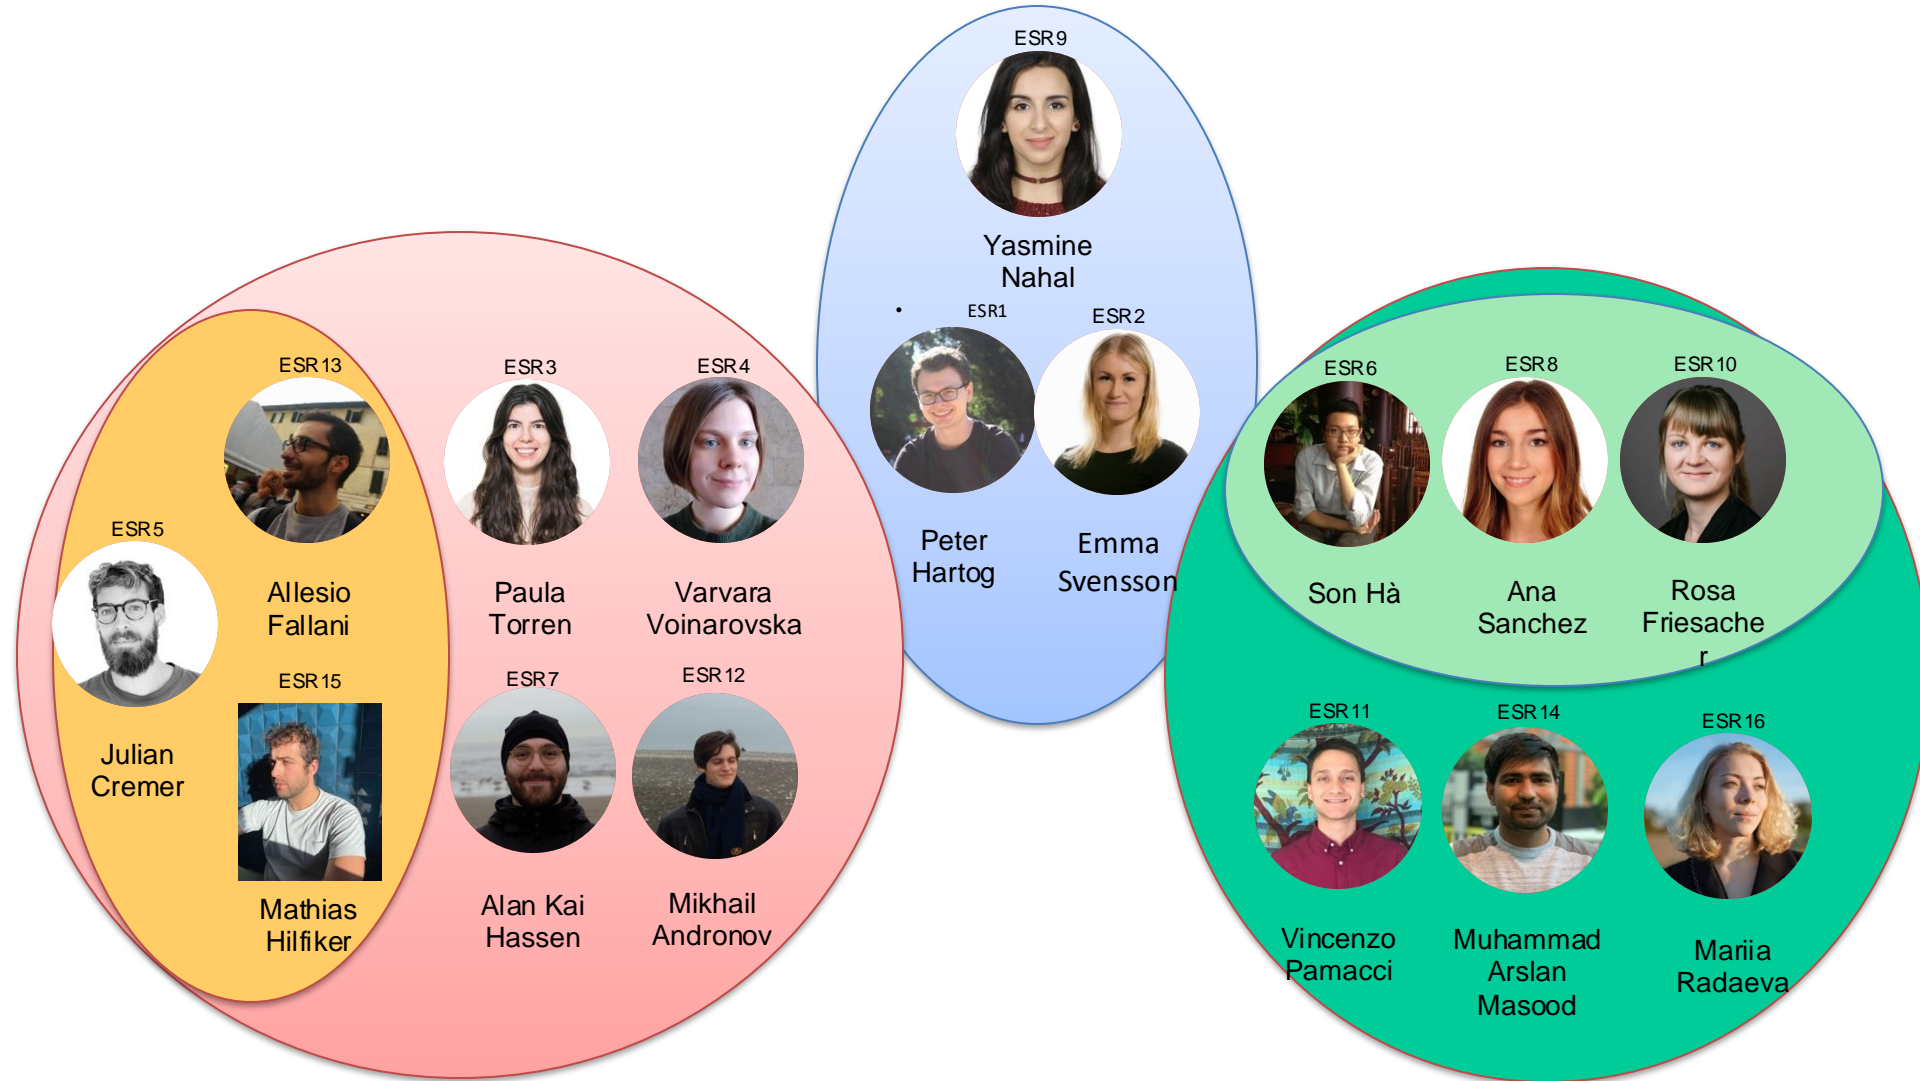 ESR9
Yasmine
Nahal
•
ESR1
ESR2
Peter
Hartog
Emma
Svensson
ESR13
Allesio
Fallani
ESR5
Julian
Cremer
ESR15
Mathias
Hilfiker
ESR3
Paula
Torren
ESR4
Varvara
Voinarovska
ESR7
Alan Kai
Hassen
ESR12
Mikhail
Andronov
ESR6
Son Hà
ESR8
Ana
Sanchez
ESR10
Rosa
Friesache
r
ESR11
Vincenzo
Pamacci
ESR14
Muhammad
Arslan
Masood
ESR16
Mariia
Radaeva